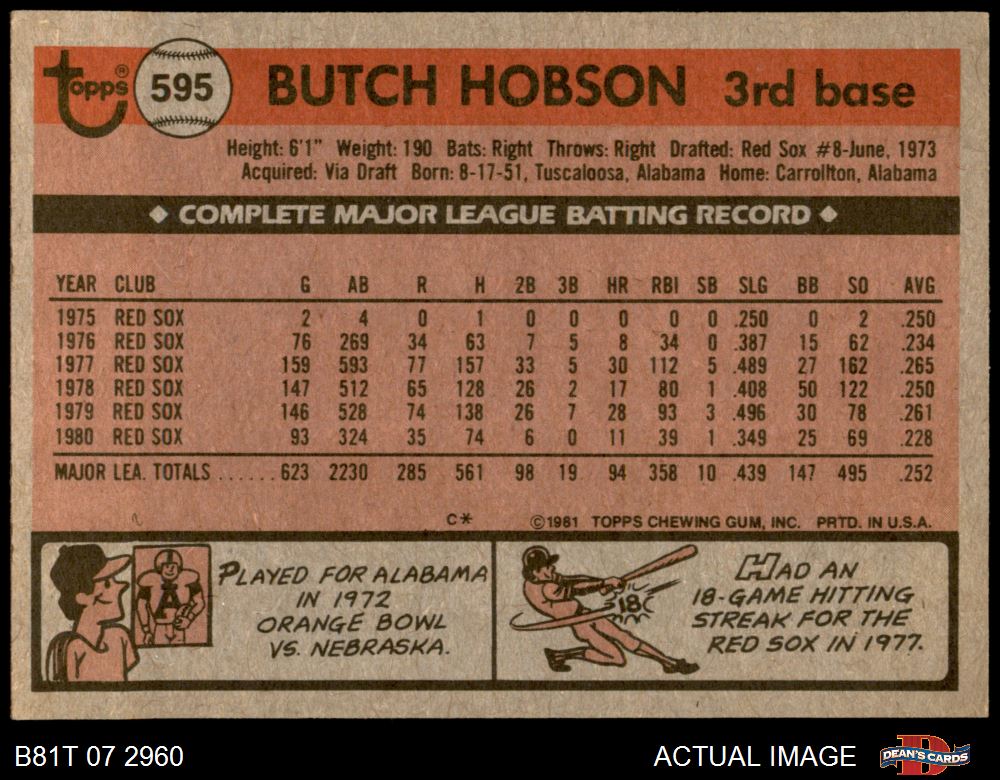 Topps® 595 BUTCH HOBSON 3rd base
Height: 6'1" Weight: 190 Bats: Right Throws: Right Drafted: Red Sox #8-June, 1973
Acquired: Via Draft Born: 8-17-51, Tuscaloosa, Alabama Home: Carrollton, Alabama
◆ COMPLETE MAJOR LEAGUE BATTING RECORD ◆
YEAR CLUB G AB R H 2B 3B HR RBI SB SLG BB SO AVG
1975 RED SOX 2 4 0 1 0 0 0 0 0 .250 0 2 .250
1976 RED SOX 76 269 34 63 7 5 8 34 0 .387 15 62 .234
1977 RED SOX 159 593 77 157 33 5 30 112 5 .489 27 162 .265
1978 RED SOX 147 512 65 128 26 2 17 80 1 .408 50 122 .250
1979 RED SOX 146 528 74 138 26 7 28 93 3 .496 30 78 .261
1980 RED SOX 93 324 35 74 6 0 11 39 1 .349 25 69 .228
MAJOR LEA. TOTALS ...... 623 2230 285 561 98 19 94 358 10 .439 147 495 .252
C* ©1981 TOPPS CHEWING GUM, INC. PRTD. IN U.S.A.
A
PLAYED FOR ALABAMA
IN 1972
ORANGE BOWL
VS. NEBRASKA.
18
HAD AN
18-GAME HITTING
STREAK FOR THE
RED SOX IN 1977.
B81T 07 2960 ACTUAL IMAGE D DEAN'S CARDS